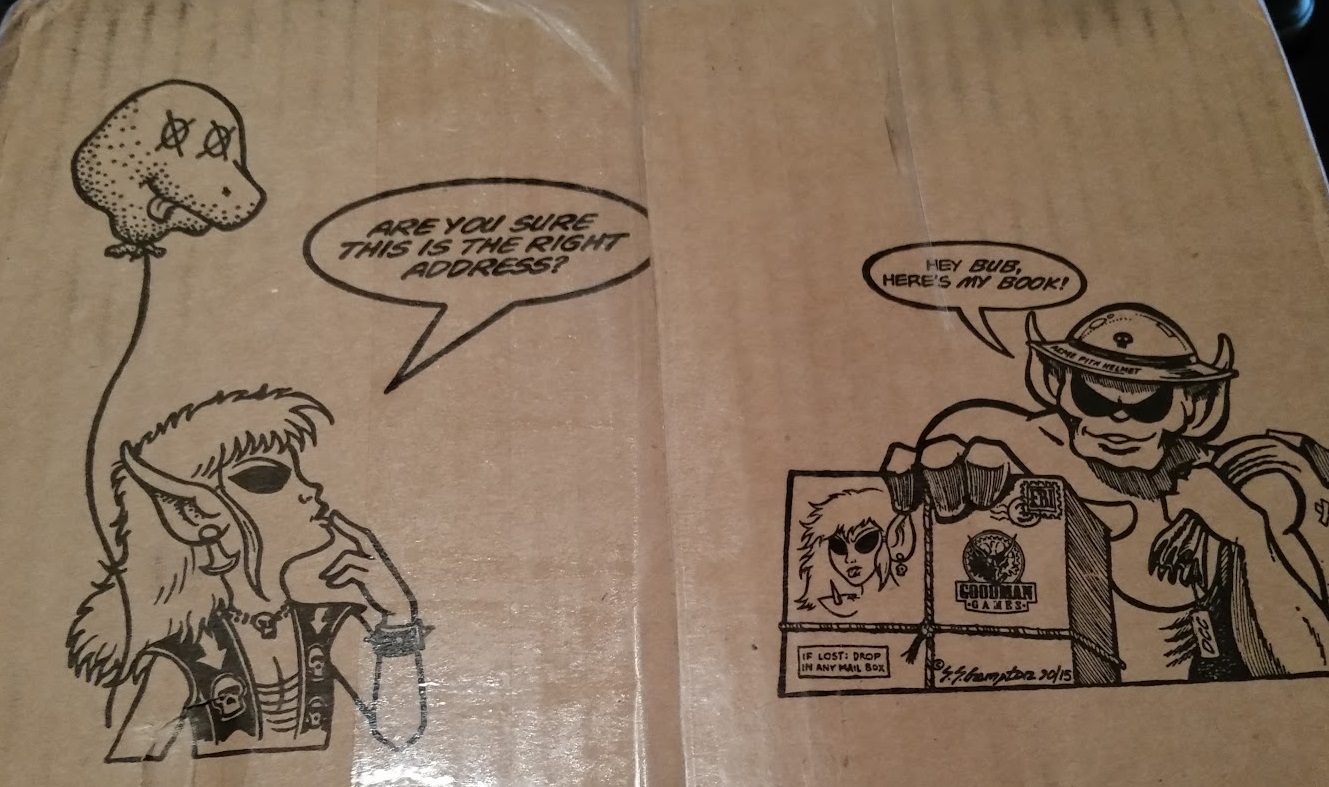 ARE YOU SURE
THIS IS THE RIGHT
ADDRESS?
HEY BUB,
HERE'S MY BOOK!
ACME PITH HELMET
GOODMAN
·GAMES·
IF LOST: DROP
IN ANY MAIL BOX
DCC